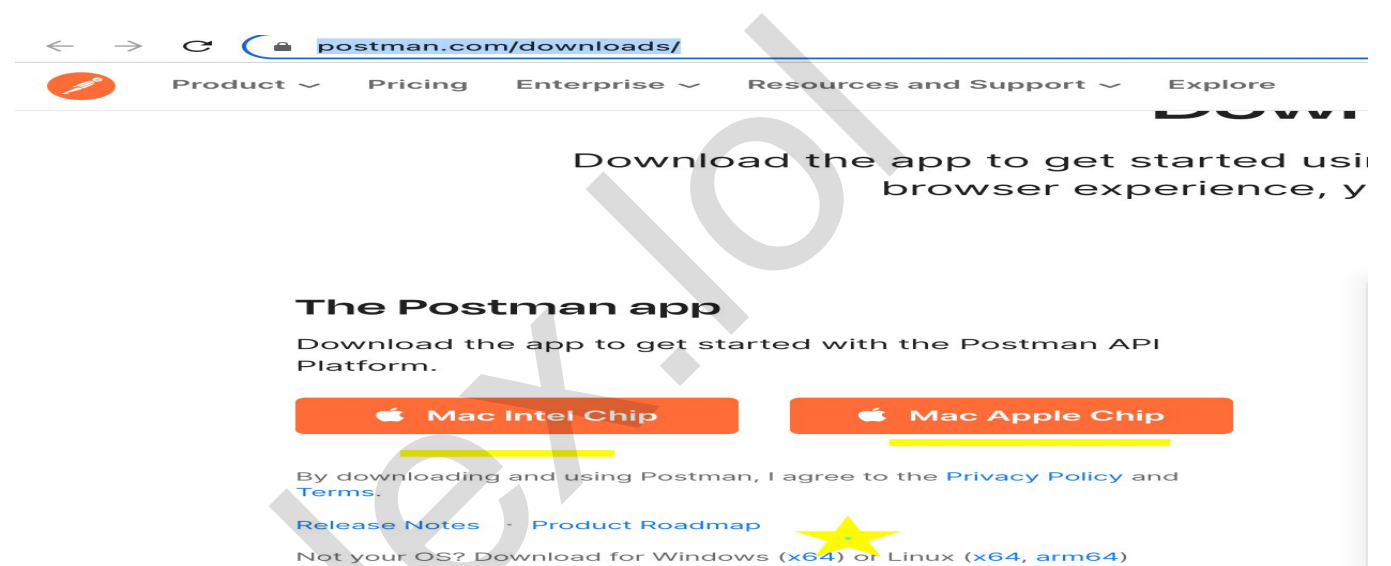 postman.com/downloads/
Product Pricing Enterprise Resources and Support Explore
Download the app to get started
browser experience,
The Postman app
Download the app to get started with the Postman API
Platform.
Mac Intel Chip Mac Apple Chip
By downloading and using Postman, I agree to the Privacy Policy and
Terms.
Release Notes · Product Roadmap
Not your OS? Download for Windows (x64) or Linux (x64, arm64)
lex.lol